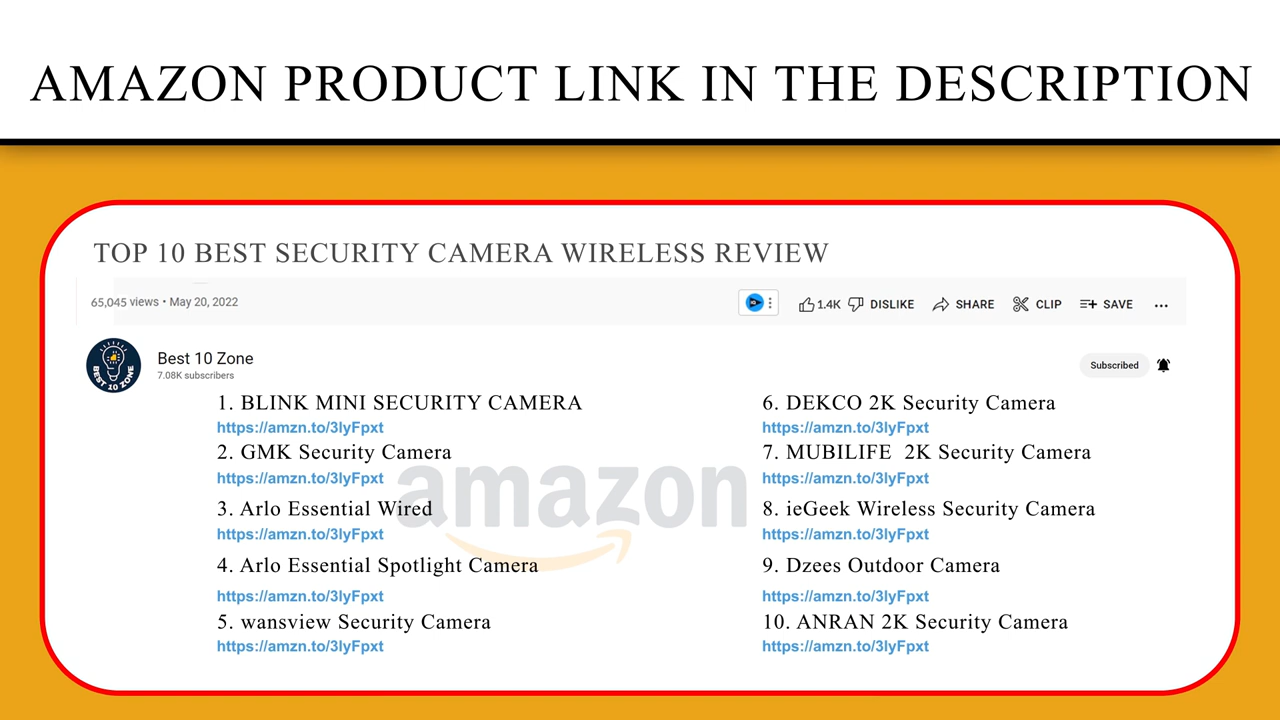 AMAZON PRODUCT LINK IN THE DESCRIPTION
TOP 10 BEST SECURITY CAMERA WIRELESS REVIEW
65,045 views • May 20, 2022
1.4K DISLIKE SHARE CLIP SAVE ...
BEST 10 ZONE
Best 10 Zone
7.08K subscribers
Subscribed
1. BLINK MINI SECURITY CAMERA
https://amzn.to/3lyFpxt
2. GMK Security Camera
https://amzn.to/3lyFpxt
3. Arlo Essential Wired
https://amzn.to/3lyFpxt
4. Arlo Essential Spotlight Camera
https://amzn.to/3lyFpxt
5. wansview Security Camera
https://amzn.to/3lyFpxt
amazon
6. DEKCO 2K Security Camera
https://amzn.to/3lyFpxt
7. MUBILIFE 2K Security Camera
https://amzn.to/3lyFpxt
8. ieGeek Wireless Security Camera
https://amzn.to/3lyFpxt
9. Dzees Outdoor Camera
https://amzn.to/3lyFpxt
10. ANRAN 2K Security Camera
https://amzn.to/3lyFpxt